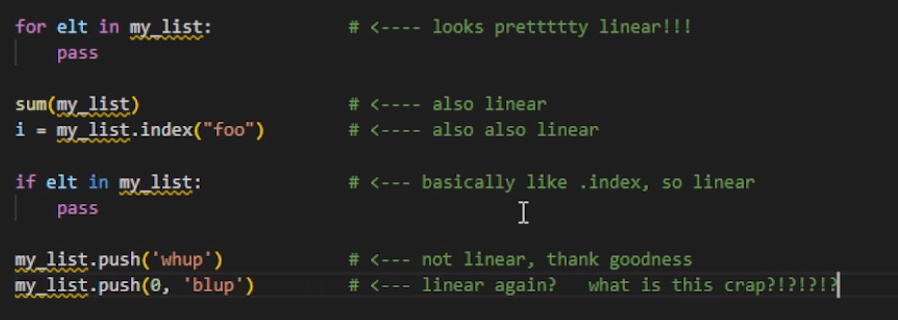 for elt in my_list: # <---- looks prettttty linear!!!
pass
sum(my_list) # <---- also linear
i = my_list.index("foo") # <---- also also linear
if elt in my_list: # <--- basically like .index, so linear
pass
my_list.push('whup') # <--- not linear, thank goodness
my_list.push(0, 'blup') # <--- linear again? what is this crap?!?!?!?